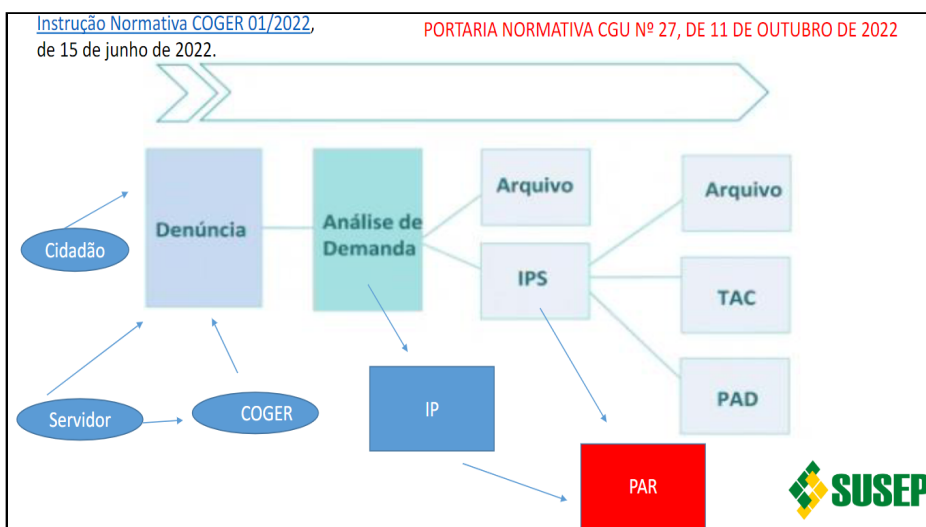 Instrução Normativa COGER 01/2022,
de 15 de junho de 2022.
PORTARIA NORMATIVA CGU Nº 27, DE 11 DE OUTUBRO DE 2022
Denúncia
Análise de
Demanda
Arquivo
IPS
Arquivo
TAC
PAD
Cidadão
Servidor
COGER
IP
PAR
SUSEP